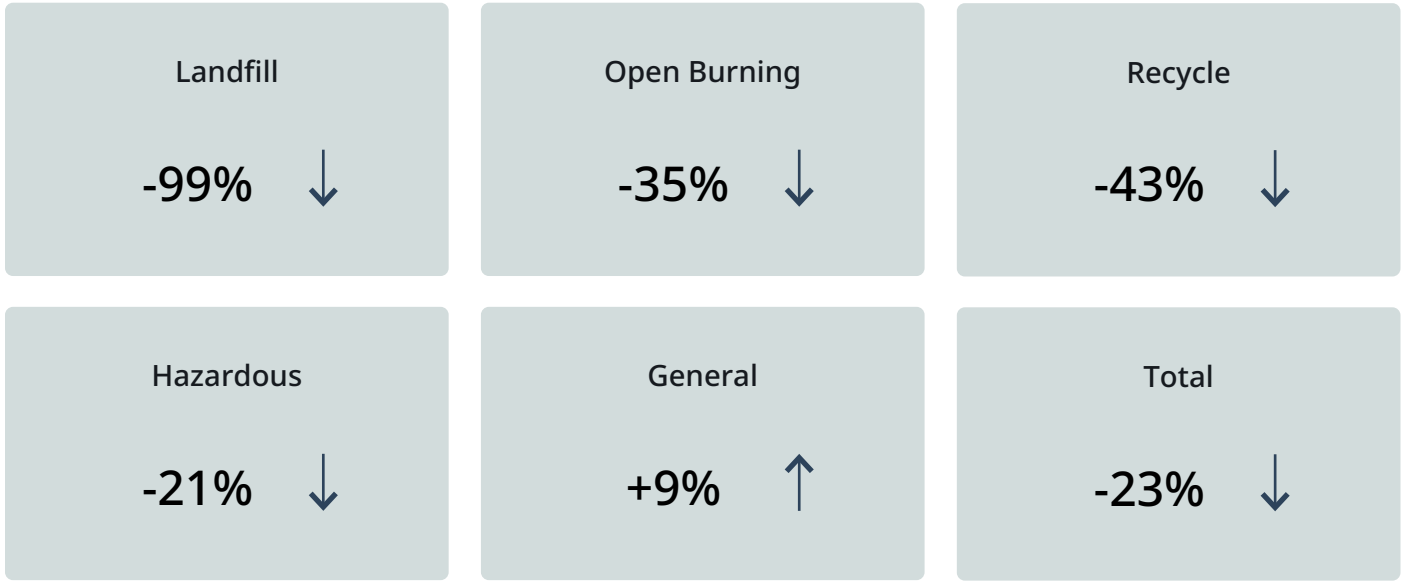 Landfill
-99%
Open Burning
-35%
Recycle
-43%
Hazardous
-21%
General
+9%
Total
-23%